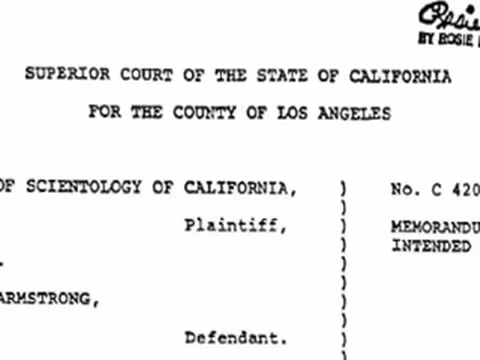 Rosie
BY ROSIE
SUPERIOR COURT OF THE STATE OF CALIFORNIA
FOR THE COUNTY OF LOS ANGELES
OF SCIENTOLOGY OF CALIFORNIA, ) No. C 420
)
Plaintiff, ) MEMORANDU
) INTENDED
)
)
ARMSTRONG, )
)
Defendant. )
)